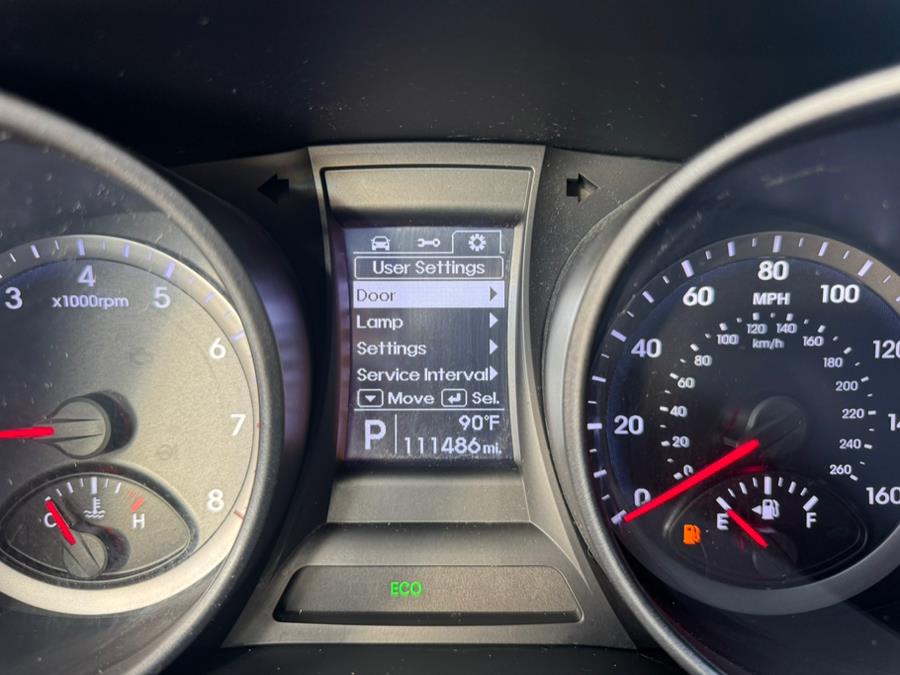 User Settings
Door
Lamp
Settings
Service Interval
Move Sel.
P
90°F
111486 mi.
ECO
3
4
5
6
7
8
x1000rpm
C
H
0
20
40
60
80
100
120
160
MPH
0
20
40
60
80
100
120
140
160
180
200
220
240
260
km/h
E
F